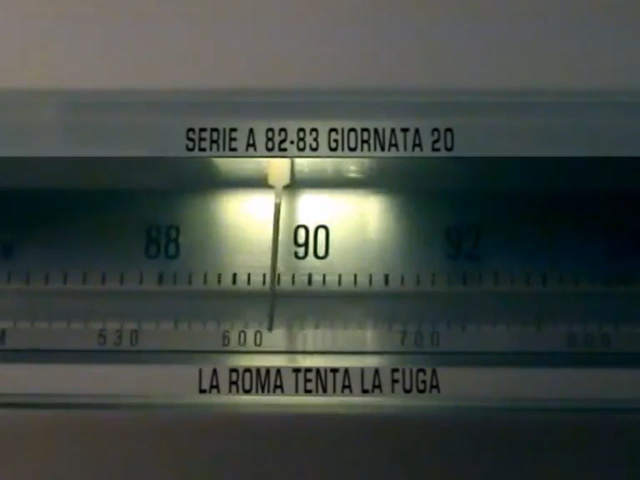 SERIE A 82-83 GIORNATA 20
88 90 92
530 600 700
LA ROMA TENTA LA FUGA